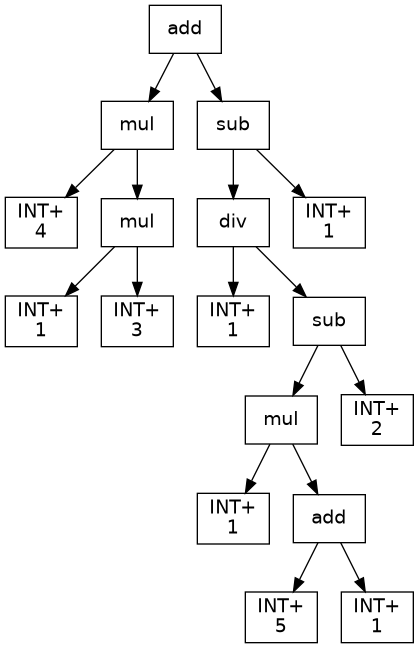 add
mul
sub
INT+
4
mul
div
INT+
1
INT+
1
INT+
3
INT+
1
sub
mul
INT+
2
INT+
1
add
INT+
5
INT+
1